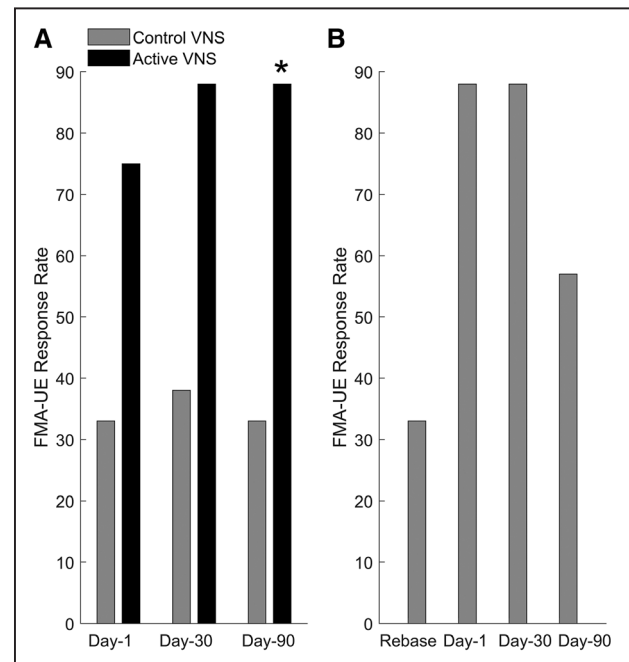 A
Control VNS
Active VNS
FMA-UE Response Rate
90
80
70
60
50
40
30
20
10
0
*
Day-1 Day-30 Day-90
B
FMA-UE Response Rate
90
80
70
60
50
40
30
20
10
0
Rebase Day-1 Day-30 Day-90